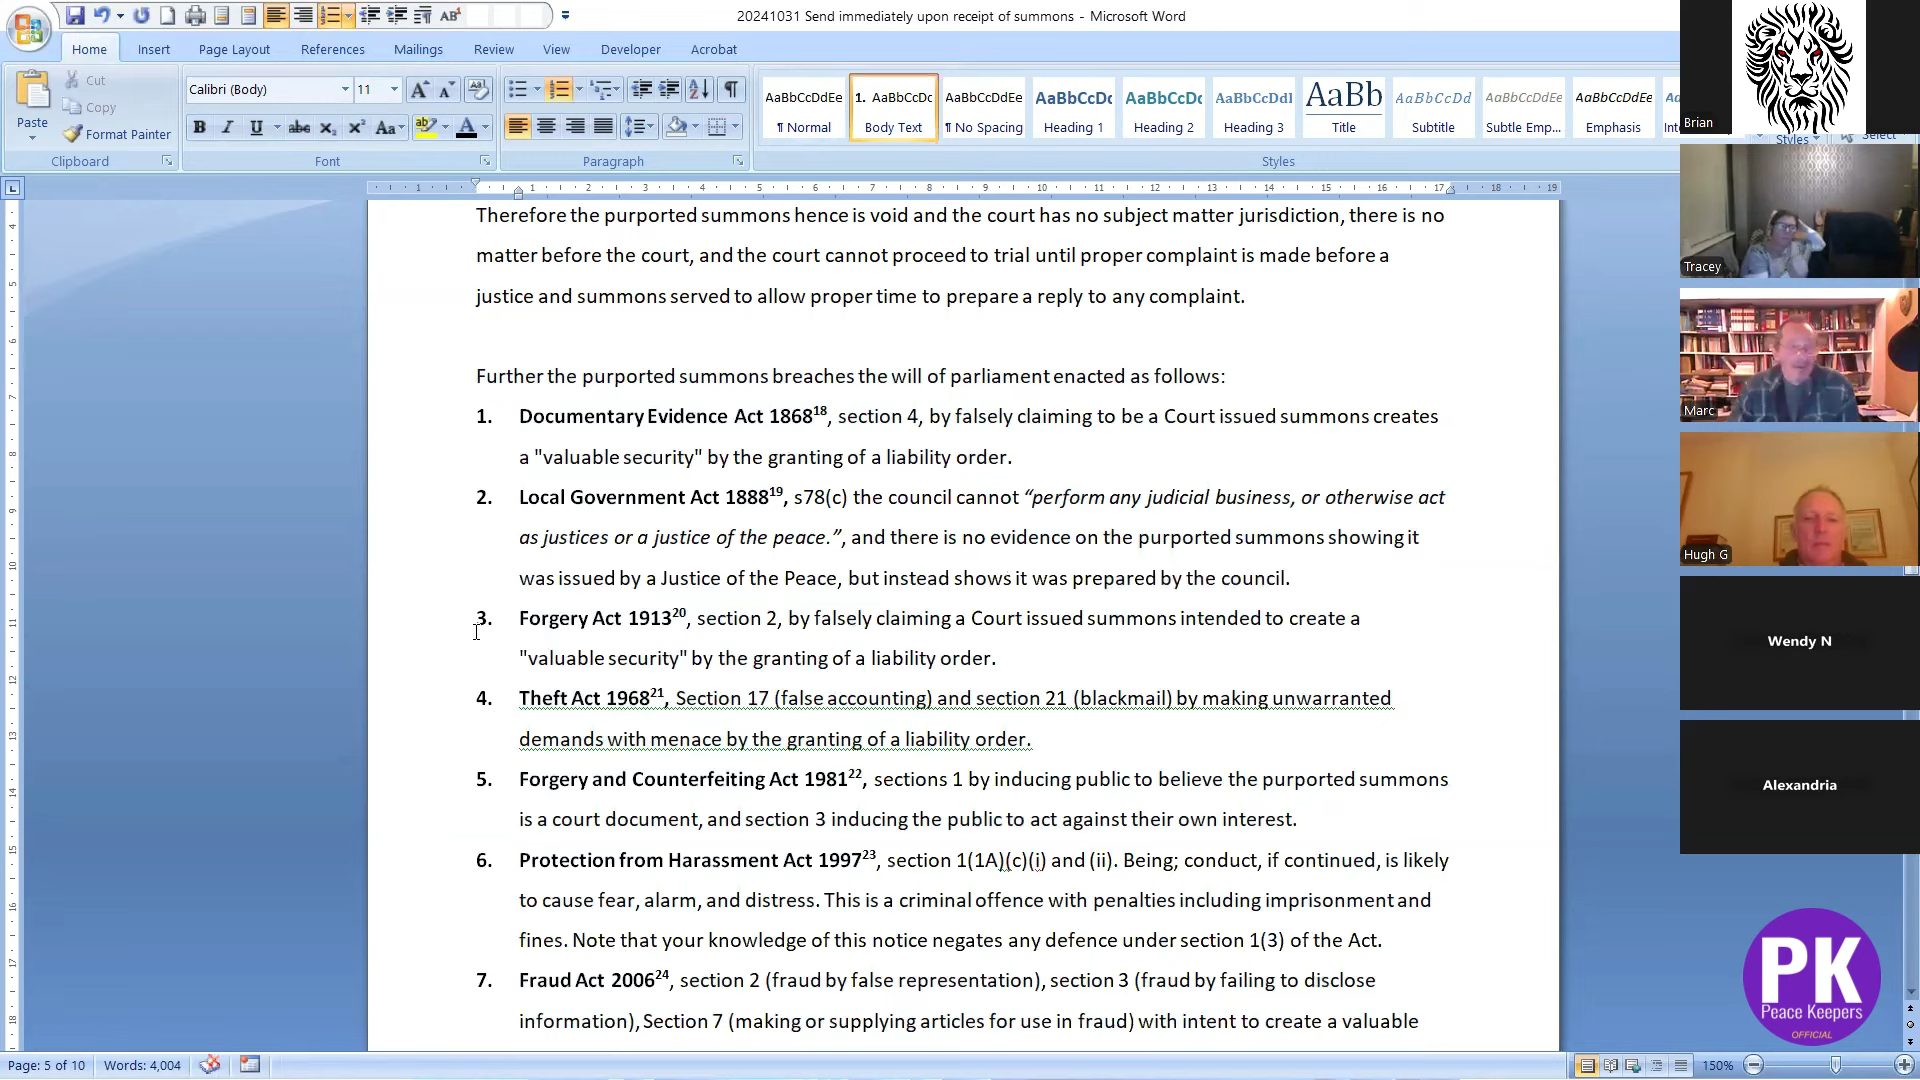 20241031 Send immediately upon receipt of summons - Microsoft Word
Home Insert Page Layout References Mailings Review View Developer Acrobat
Paste
Cut
Copy
Format Painter
Clipboard
Calibri (Body) 11
Font
Paragraph
AaBbCcDdEe
¶ Normal
1. AaBbCcDc
Body Text
AaBbCcDdEe
¶ No Spacing
AaBbCcDc
Heading 1
AaBbCcDc
Heading 2
AaBbCcDdI
Heading 3
AaBb
Title
AaBbCcDd
Subtitle
AaBbCcDdEe
Subtle Emp...
AaBbCcDdEe
Emphasis
Styles
Styles
Select
Therefore the purported summons hence is void and the court has no subject matter jurisdiction, there is no
matter before the court, and the court cannot proceed to trial until proper complaint is made before a
justice and summons served to allow proper time to prepare a reply to any complaint.
Further the purported summons breaches the will of parliament enacted as follows:
1. Documentary Evidence Act 1868¹⁸, section 4, by falsely claiming to be a Court issued summons creates
a "valuable security" by the granting of a liability order.
2. Local Government Act 1888¹⁹, s78(c) the council cannot “perform any judicial business, or otherwise act
as justices or a justice of the peace.”, and there is no evidence on the purported summons showing it
was issued by a Justice of the Peace, but instead shows it was prepared by the council.
3. Forgery Act 1913²⁰, section 2, by falsely claiming a Court issued summons intended to create a
"valuable security" by the granting of a liability order.
4. Theft Act 1968²¹, Section 17 (false accounting) and section 21 (blackmail) by making unwarranted
demands with menace by the granting of a liability order.
5. Forgery and Counterfeiting Act 1981²², sections 1 by inducing public to believe the purported summons
is a court document, and section 3 inducing the public to act against their own interest.
6. Protection from Harassment Act 1997²³, section 1(1A)(c)(i) and (ii). Being; conduct, if continued, is likely
to cause fear, alarm, and distress. This is a criminal offence with penalties including imprisonment and
fines. Note that your knowledge of this notice negates any defence under section 1(3) of the Act.
7. Fraud Act 2006²⁴, section 2 (fraud by false representation), section 3 (fraud by failing to disclose
information), Section 7 (making or supplying articles for use in fraud) with intent to create a valuable
Page: 5 of 10 Words: 4,004
150%
Brian
Tracey
Marc
Hugh G
Wendy N
Alexandria
PK
Peace Keepers
OFFICIAL